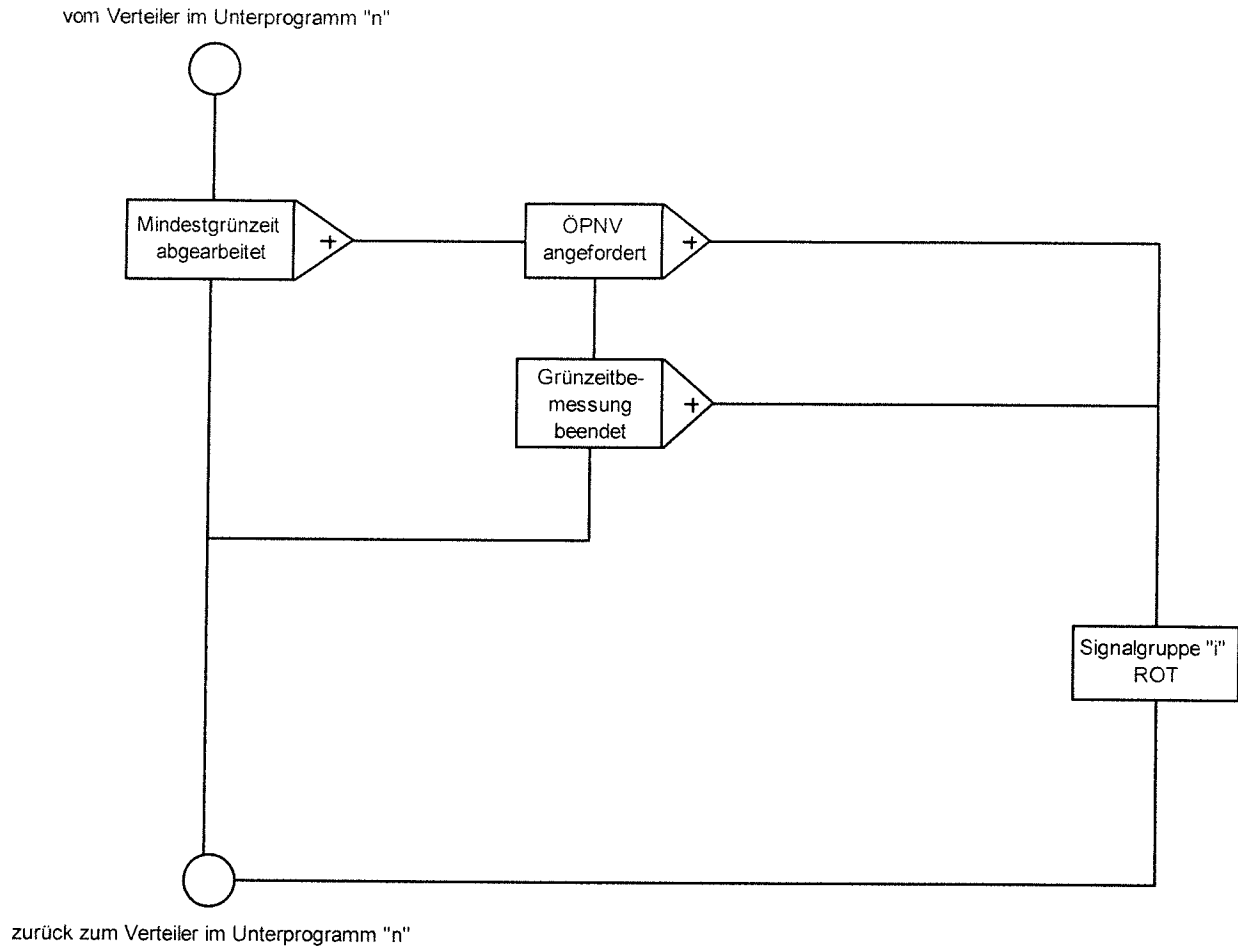 vom Verteiler im Unterprogramm "n"
Mindestgrünzeit
abgearbeitet
+
ÖPNV
angefordert
+
Grünzeitbe-
messung
beendet
+
Signalgruppe "i"
ROT
zurück zum Verteiler im Unterprogramm "n"